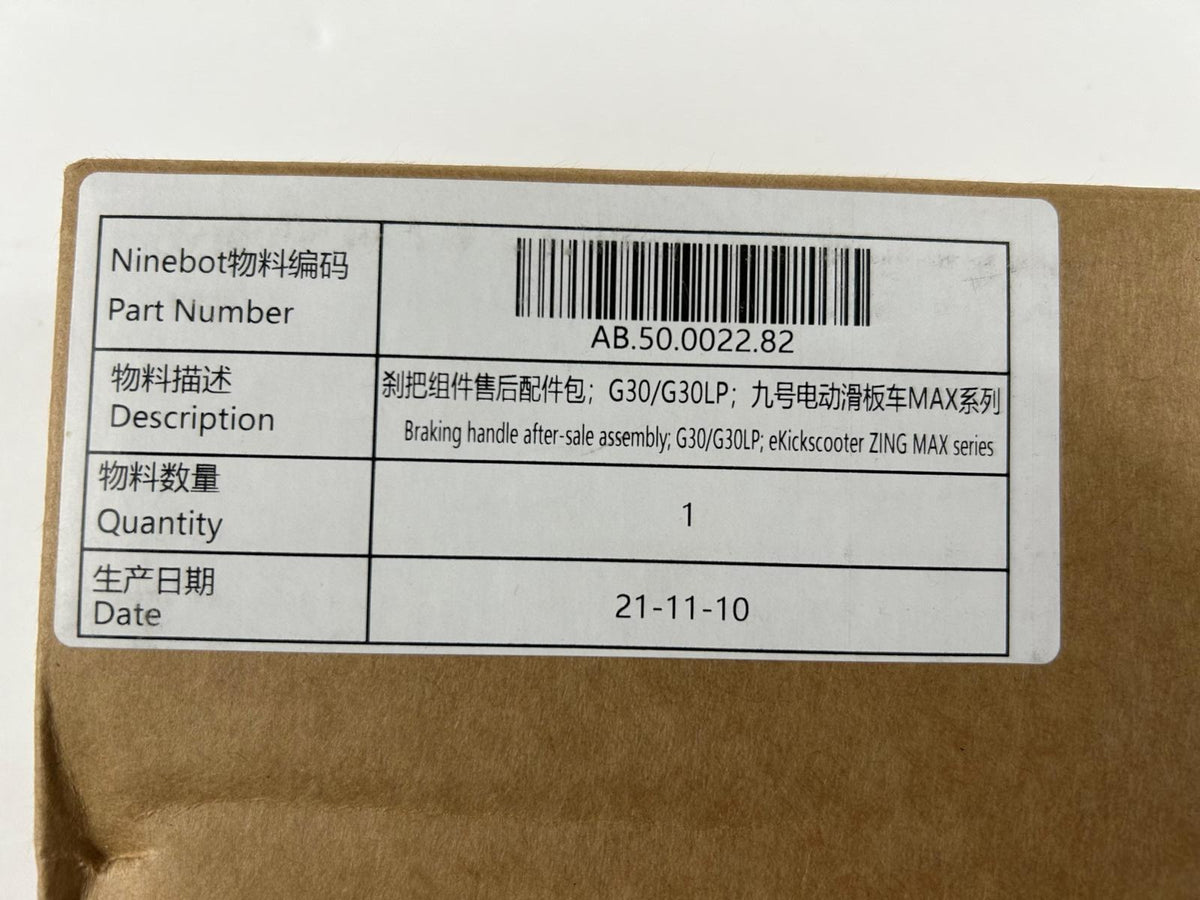 Ninebot物料编码
Part Number
AB.50.0022.82
物料描述
Description
刹把组件售后配件包；G30/G30LP；九号电动滑板车MAX系列
Braking handle after-sale assembly; G30/G30LP; eKickscooter ZING MAX series
物料数量
Quantity
1
生产日期
Date
21-11-10